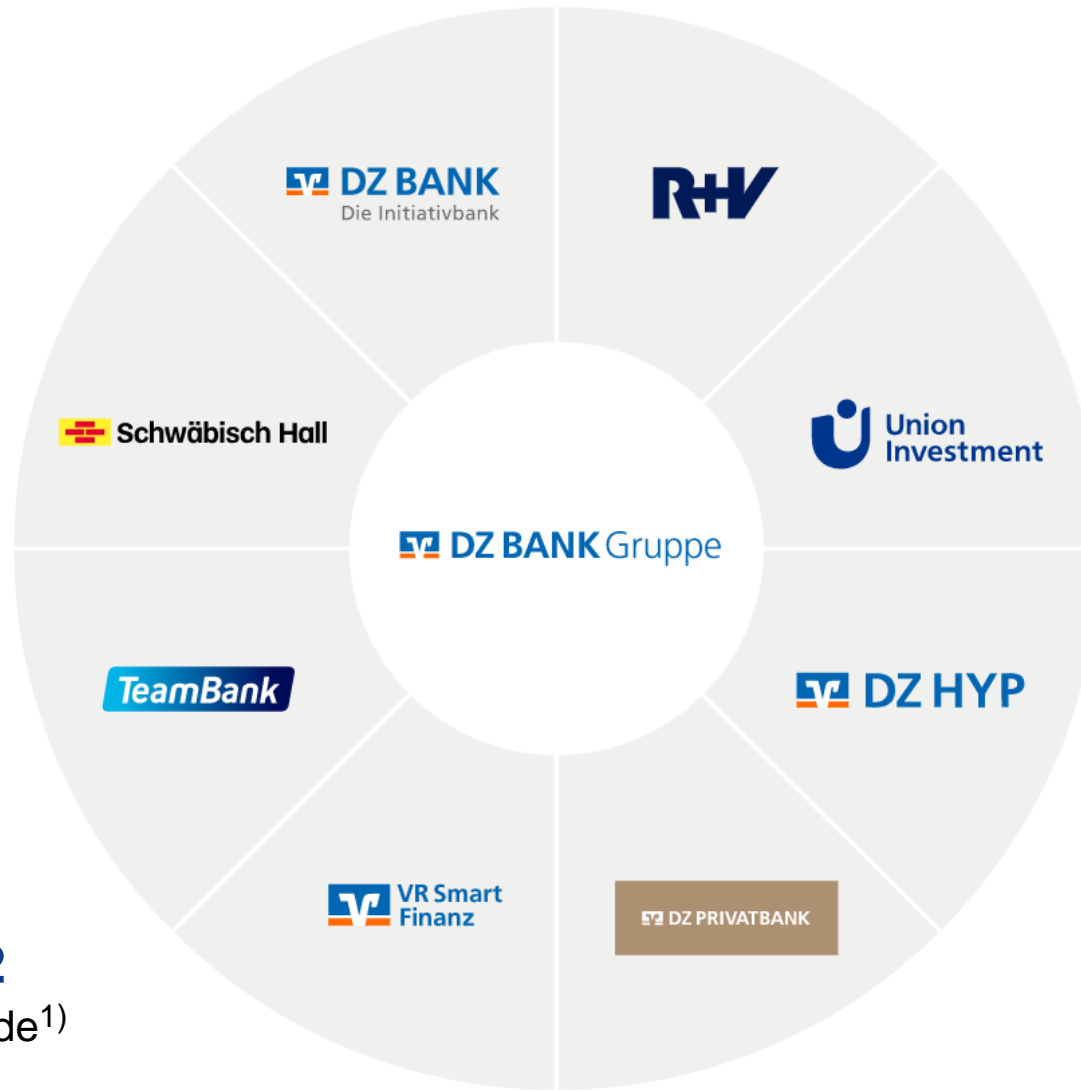 DZ BANK
Die Initiativbank
R+V
Schwäbisch Hall
Union
Investment
DZ BANK Gruppe
TeamBank
DZ HYP
VR Smart
Finanz
DZ PRIVATBANK
de1)